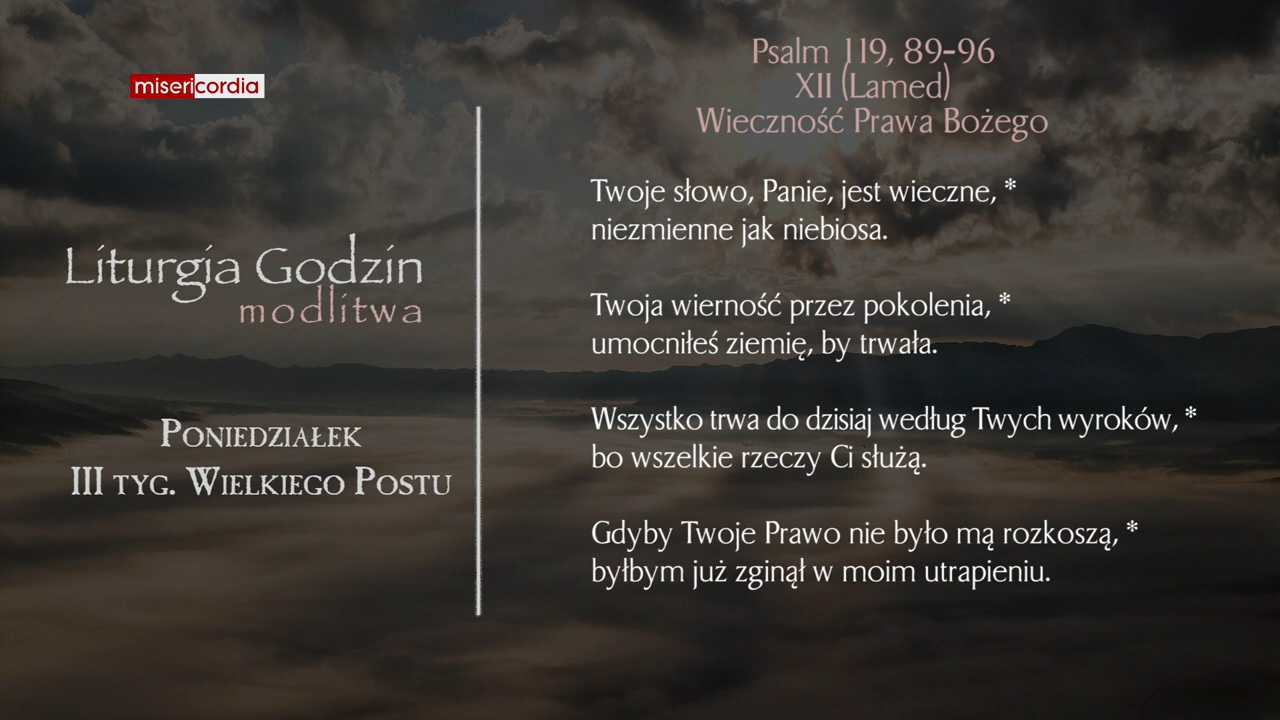 misericordia
Liturgia Godzin
modlitwa
Poniedziałek
III tyg. Wielkiego Postu
Psalm 119, 89-96
XII (Lamed)
Wieczność Prawa Bożego
Twoje słowo, Panie, jest wieczne, *
niezmienne jak niebiosa.
Twoja wierność przez pokolenia, *
umocniłeś ziemię, by trwała.
Wszystko trwa do dzisiaj według Twych wyroków, *
bo wszelkie rzeczy Ci służą.
Gdyby Twoje Prawo nie było mą rozkoszą, *
byłbym już zginął w moim utrapieniu.